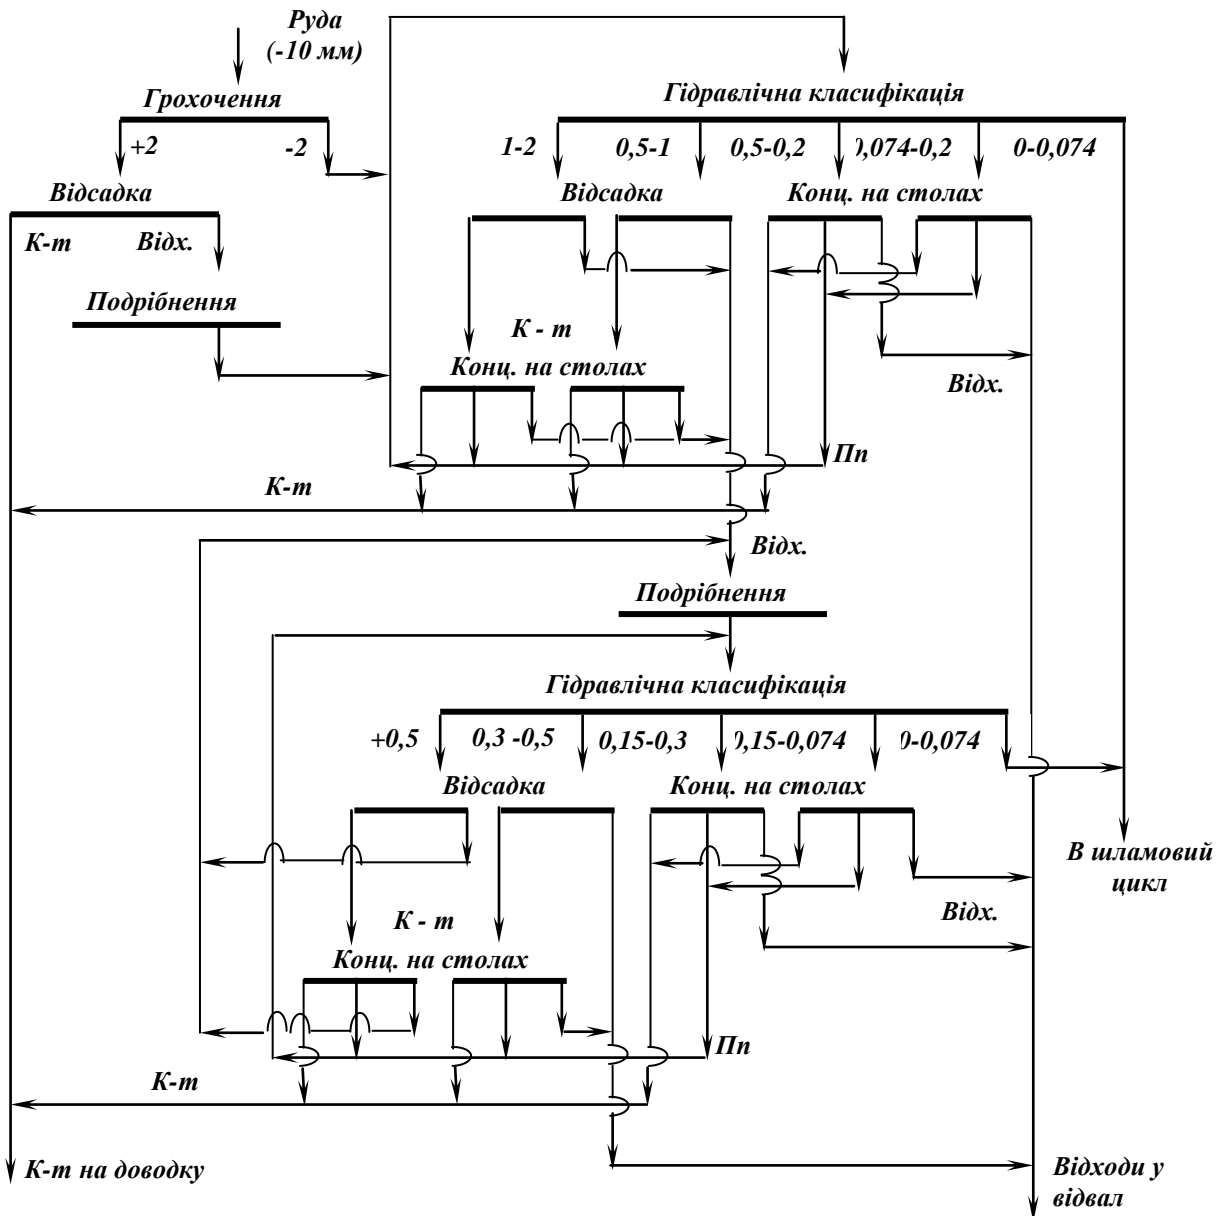 Руда
(-10 мм)
Грохочення
Гідравлічна класифікація
+2
-2
1-2
0,5-1
0,5-0,2
0,074-0,2
0-0,074
Відсадка
Відсадка
Конц. на столах
К-т
Відх.
Подрібнення
К - т
Конц. на столах
Відх.
Пп
К-т
Відх.
Подрібнення
Гідравлічна класифікація
+0,5
0,3 -0,5
0,15-0,3
0,15-0,074
0-0,074
Відсадка
Конц. на столах
В шламовий
цикл
К - т
Відх.
Конц. на столах
Пп
К-т
К-т на доводку
Відходи у
відвал